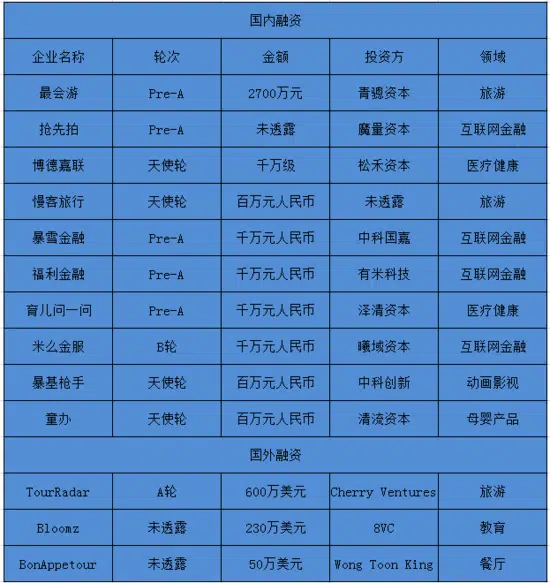 国内融资
企业名称 轮次 金额 投资方 领域
最会游 Pre-A 2700万元 青骢资本 旅游
抢先拍 Pre-A 未透露 魔量资本 互联网金融
博德嘉联 天使轮 千万级 松禾资本 医疗健康
慢客旅行 天使轮 百万元人民币 未透露 旅游
暴雪金融 Pre-A 千万元人民币 中科国嘉 互联网金融
福利金融 Pre-A 千万元人民币 有米科技 互联网金融
育儿问一问 Pre-A 千万元人民币 泽清资本 医疗健康
米么金服 B轮 千万元人民币 曦域资本 互联网金融
暴基枪手 天使轮 百万元人民币 中科创新 动画影视
童办 天使轮 百万元人民币 清流资本 母婴产品
国外融资
TourRadar A轮 600万美元 Cherry Ventures 旅游
Bloomz 未透露 230万美元 8VC 教育
BonAppetour 未透露 50万美元 Wong Toon King 餐厅